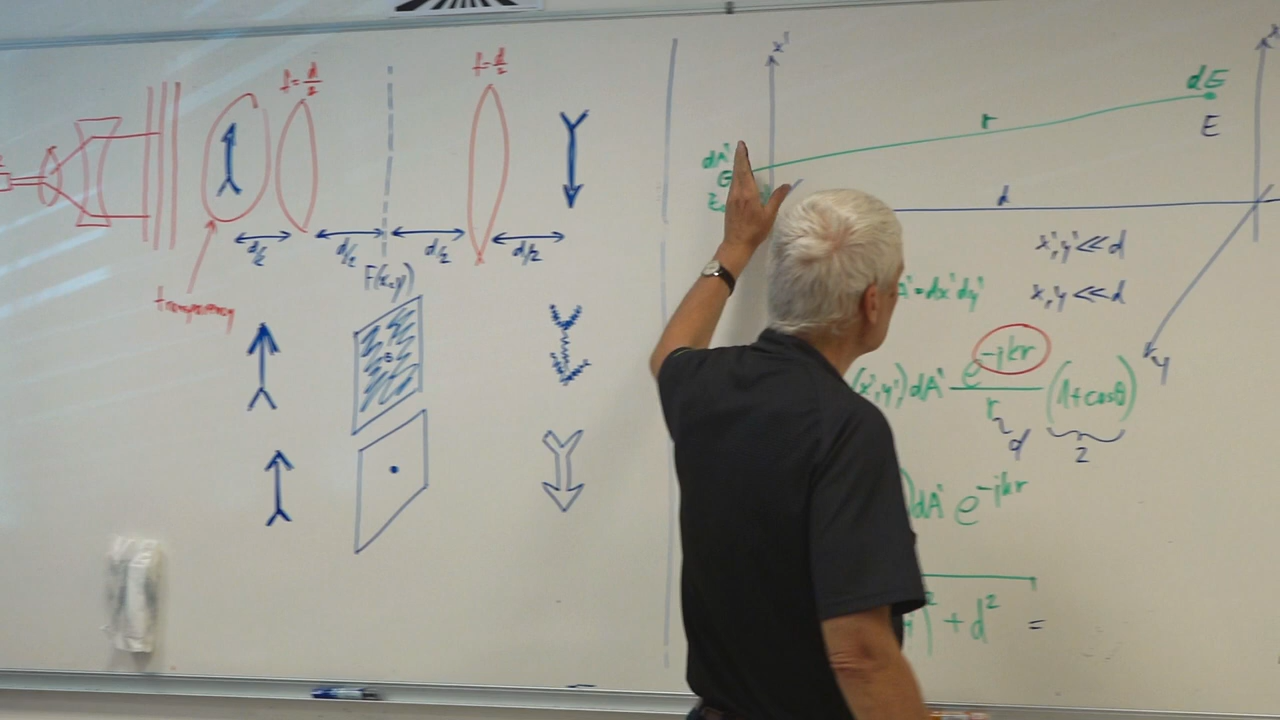 f=d/2
f=d/2
d/2 d/2 d/2 d/2
transparency
F(x,y)
x'
dE
E
r
dA'
d
x',y'≪d
x,y≪d
A'=dx'dy'
y
(x',y')dA' e^-jkr / r (1+cosθ)
d 2
)dA' e^-jkr
)² + d² =